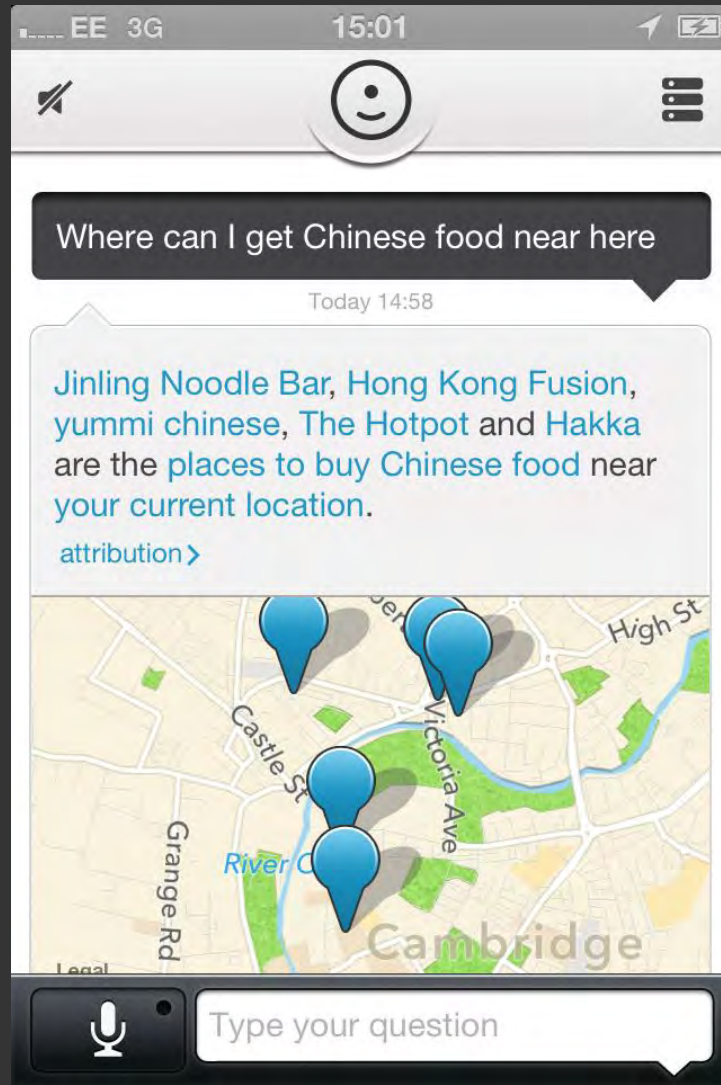 EE 3G 15:01
Where can I get Chinese food near here
Today 14:58
Jinling Noodle Bar, Hong Kong Fusion,
yummi chinese, The Hotpot and Hakka
are the places to buy Chinese food near
your current location.
attribution
High St
Castle St
Victoria Ave
Grange Rd
River
Cambridge
Legal
Type your question